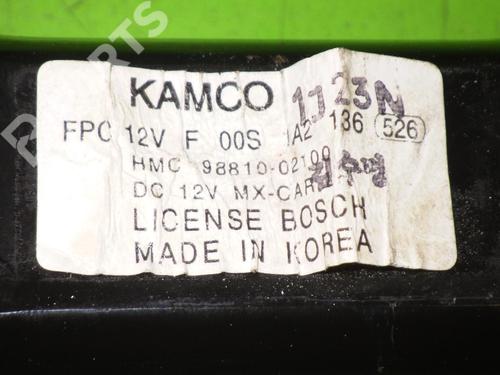 KAMCO 1J23N
FPC 12V F 00S 1A2 136 526
HMC 98810-02100
DC 12V MX-CAR
LICENSE BOSCH
MADE IN KOREA
PARTS